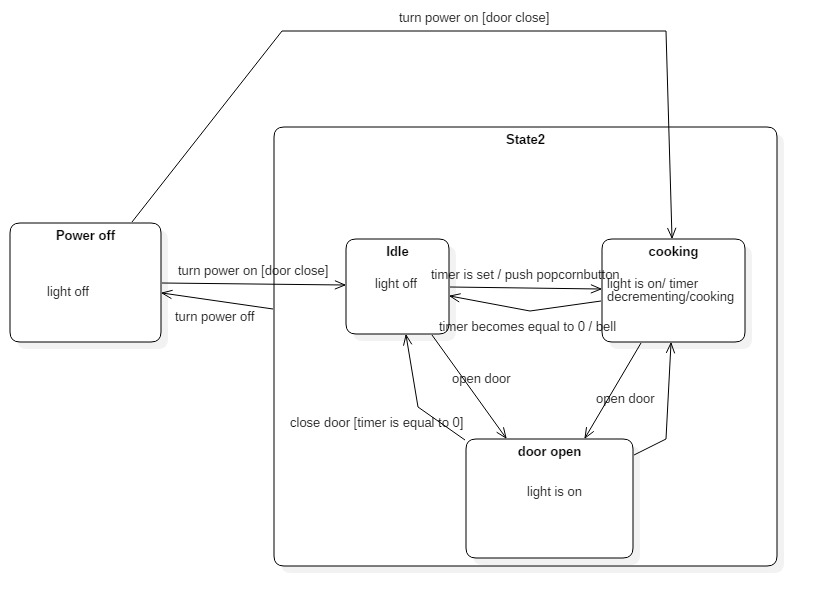 turn power on [door close]
State2
Power off
light off
turn power on [door close]
turn power off
Idle
light off
timer is set / push popcornbutton
cooking
light is on/ timer
decrementing/cooking
timer becomes equal to 0 / bell
open door
open door
close door [timer is equal to 0]
door open
light is on